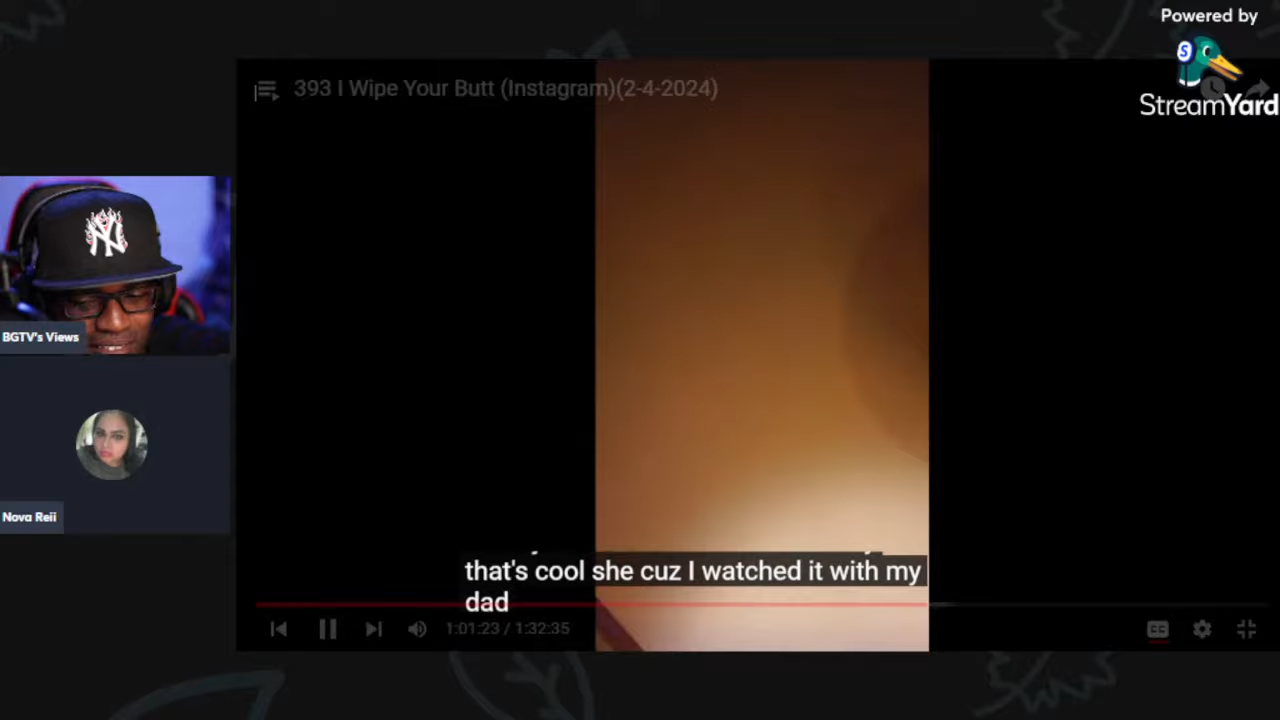 Powered by
StreamYard
393 I Wipe Your Butt (Instagram)(2-4-2024)
NY
BGTV's Views
Nova Reii
that's cool she cuz I watched it with my
dad
1:01:23 / 1:32:35
CC